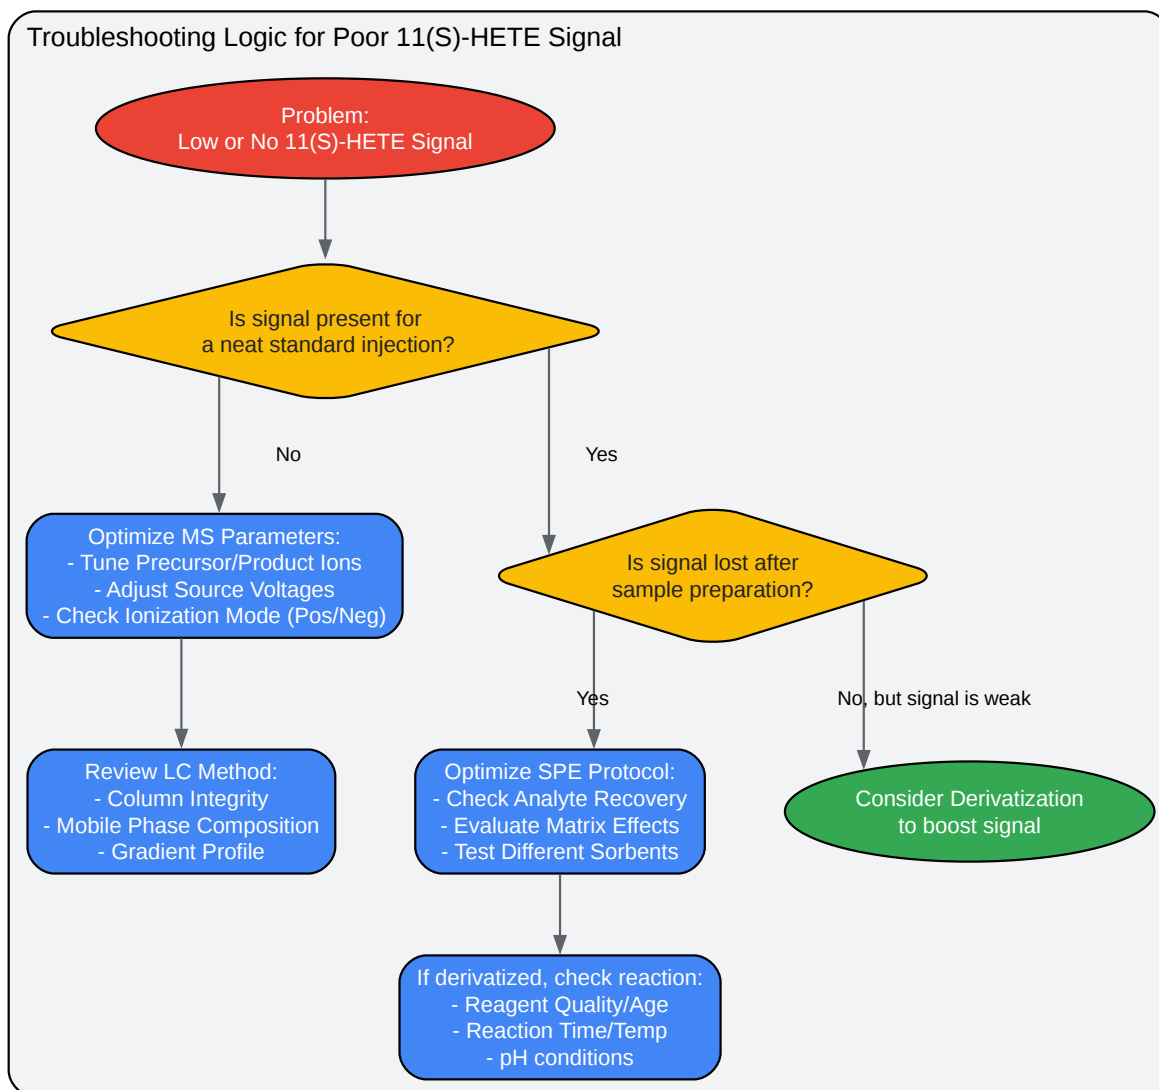 Troubleshooting Logic for Poor 11(S)-HETE Signal
Problem:
Low or No 11(S)-HETE Signal
Is signal present for
a neat standard injection?
No
Yes
Optimize MS Parameters:
- Tune Precursor/Product Ions
- Adjust Source Voltages
- Check Ionization Mode (Pos/Neg)
Is signal lost after
sample preparation?
Yes
No, but signal is weak
Review LC Method:
- Column Integrity
- Mobile Phase Composition
- Gradient Profile
Optimize SPE Protocol:
- Check Analyte Recovery
- Evaluate Matrix Effects
- Test Different Sorbents
Consider Derivatization
to boost signal
If derivatized, check reaction:
- Reagent Quality/Age
- Reaction Time/Temp
- pH conditions